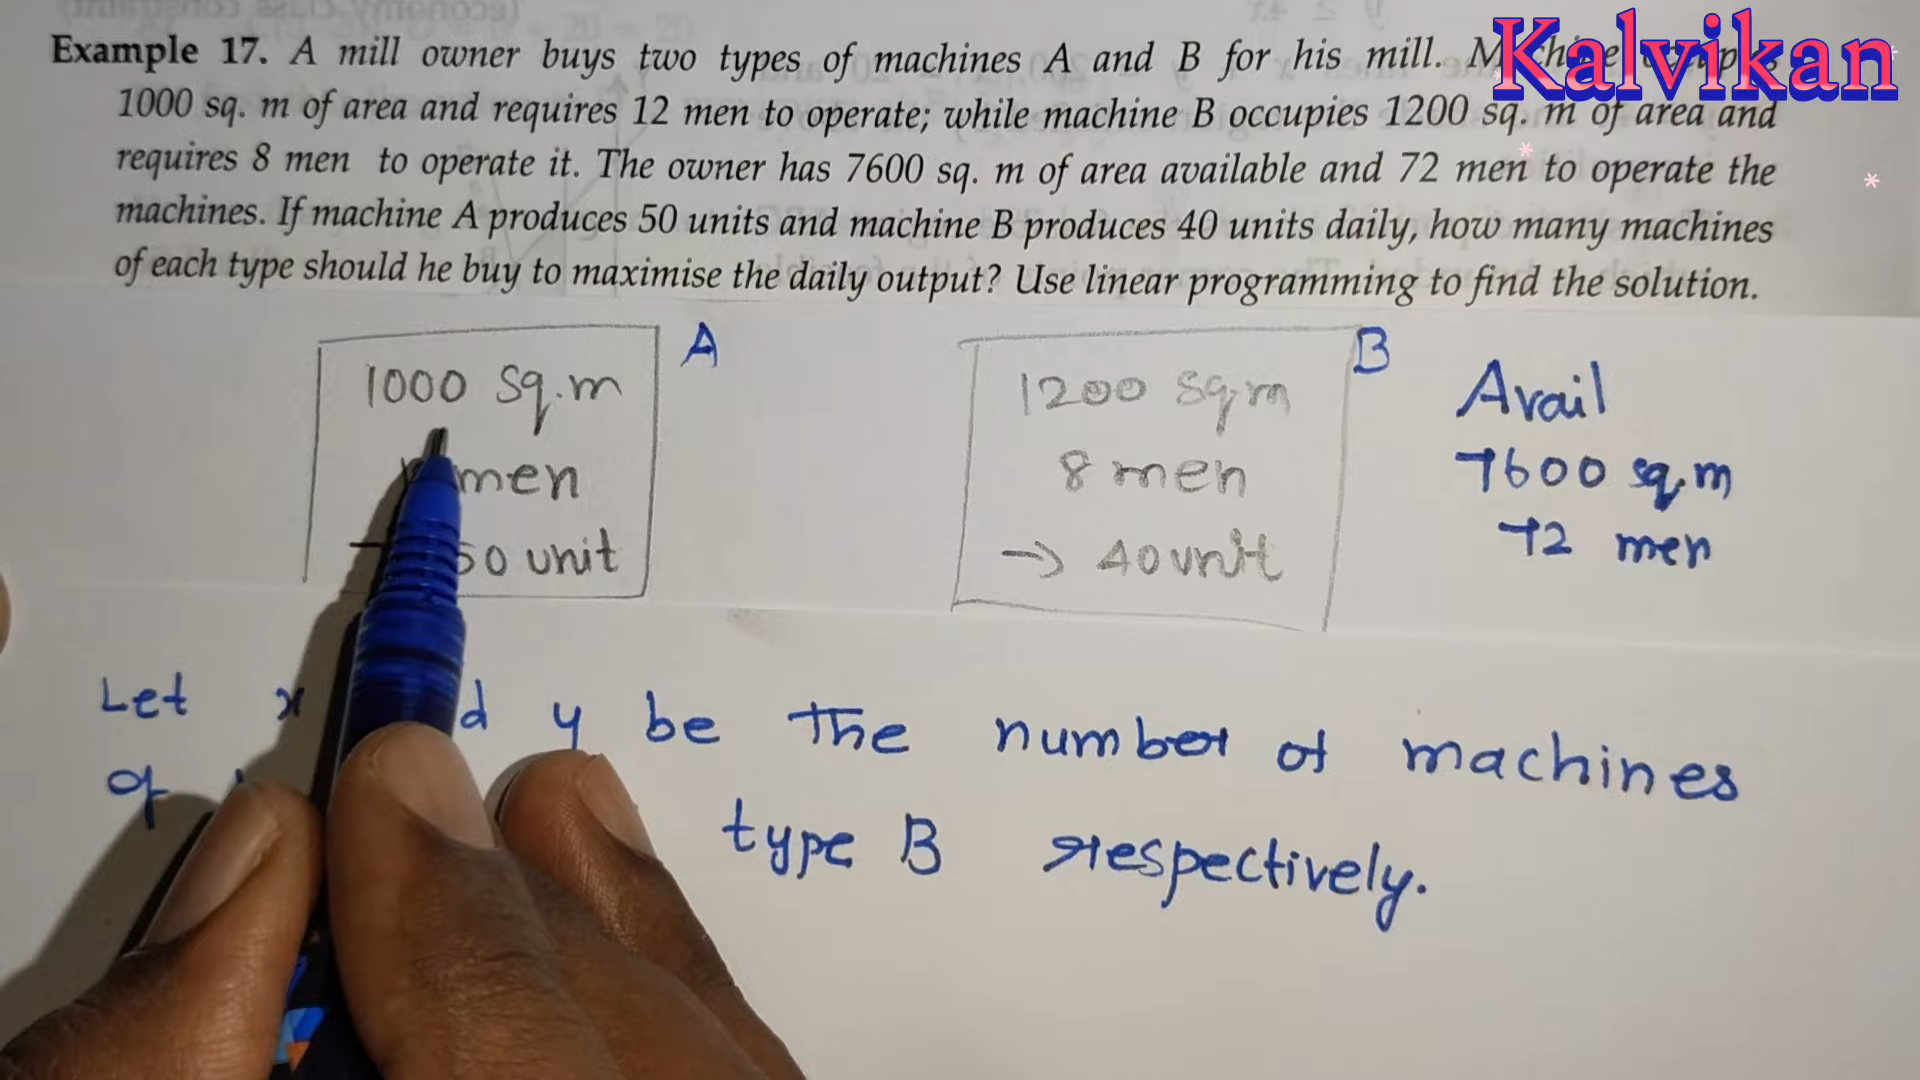 Kalvikan
Example 17. A mill owner buys two types of machines A and B for his mill.
1000 sq. m of area and requires 12 men to operate; while machine B occupies 1200 sq. m of area and
requires 8 men to operate it. The owner has 7600 sq. m of area available and 72 men to operate the
machines. If machine A produces 50 units and machine B produces 40 units daily, how many machines
of each type should he buy to maximise the daily output? Use linear programming to find the solution.
A
1000 sq.m
men
50 unit
B
1200 sq.m
8 men
→ 40 unit
Avail
7600 sq.m
72 men
Let x y be the number of machines
of type B respectively.